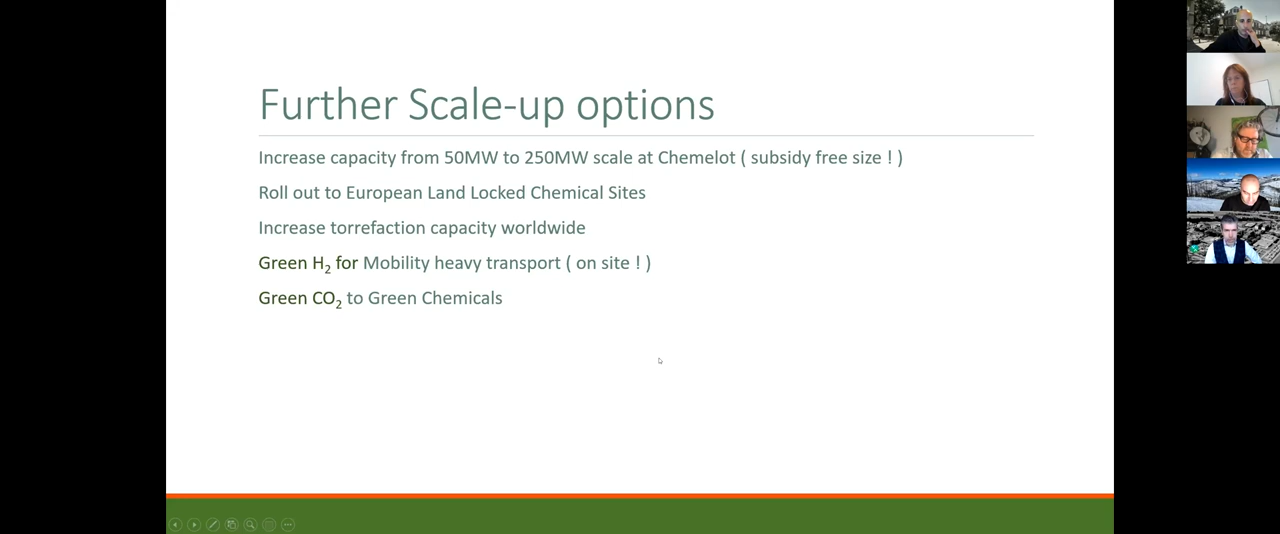 Further Scale-up options
Increase capacity from 50MW to 250MW scale at Chemelot ( subsidy free size ! )
Roll out to European Land Locked Chemical Sites
Increase torrefaction capacity worldwide
Green H₂ for Mobility heavy transport ( on site ! )
Green CO₂ to Green Chemicals